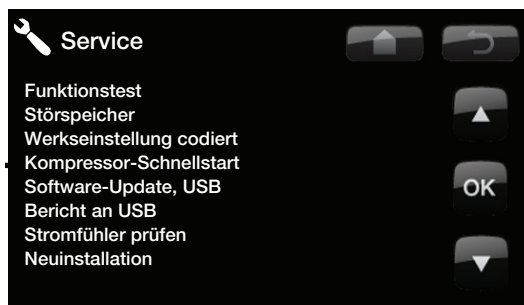 Service
Funktionstest
Störspeicher
Werkseinstellung codiert
Kompressor-Schnellstart
Software-Update, USB
OK
Bericht an USB
Stromfühler prüfen
Neuinstallation